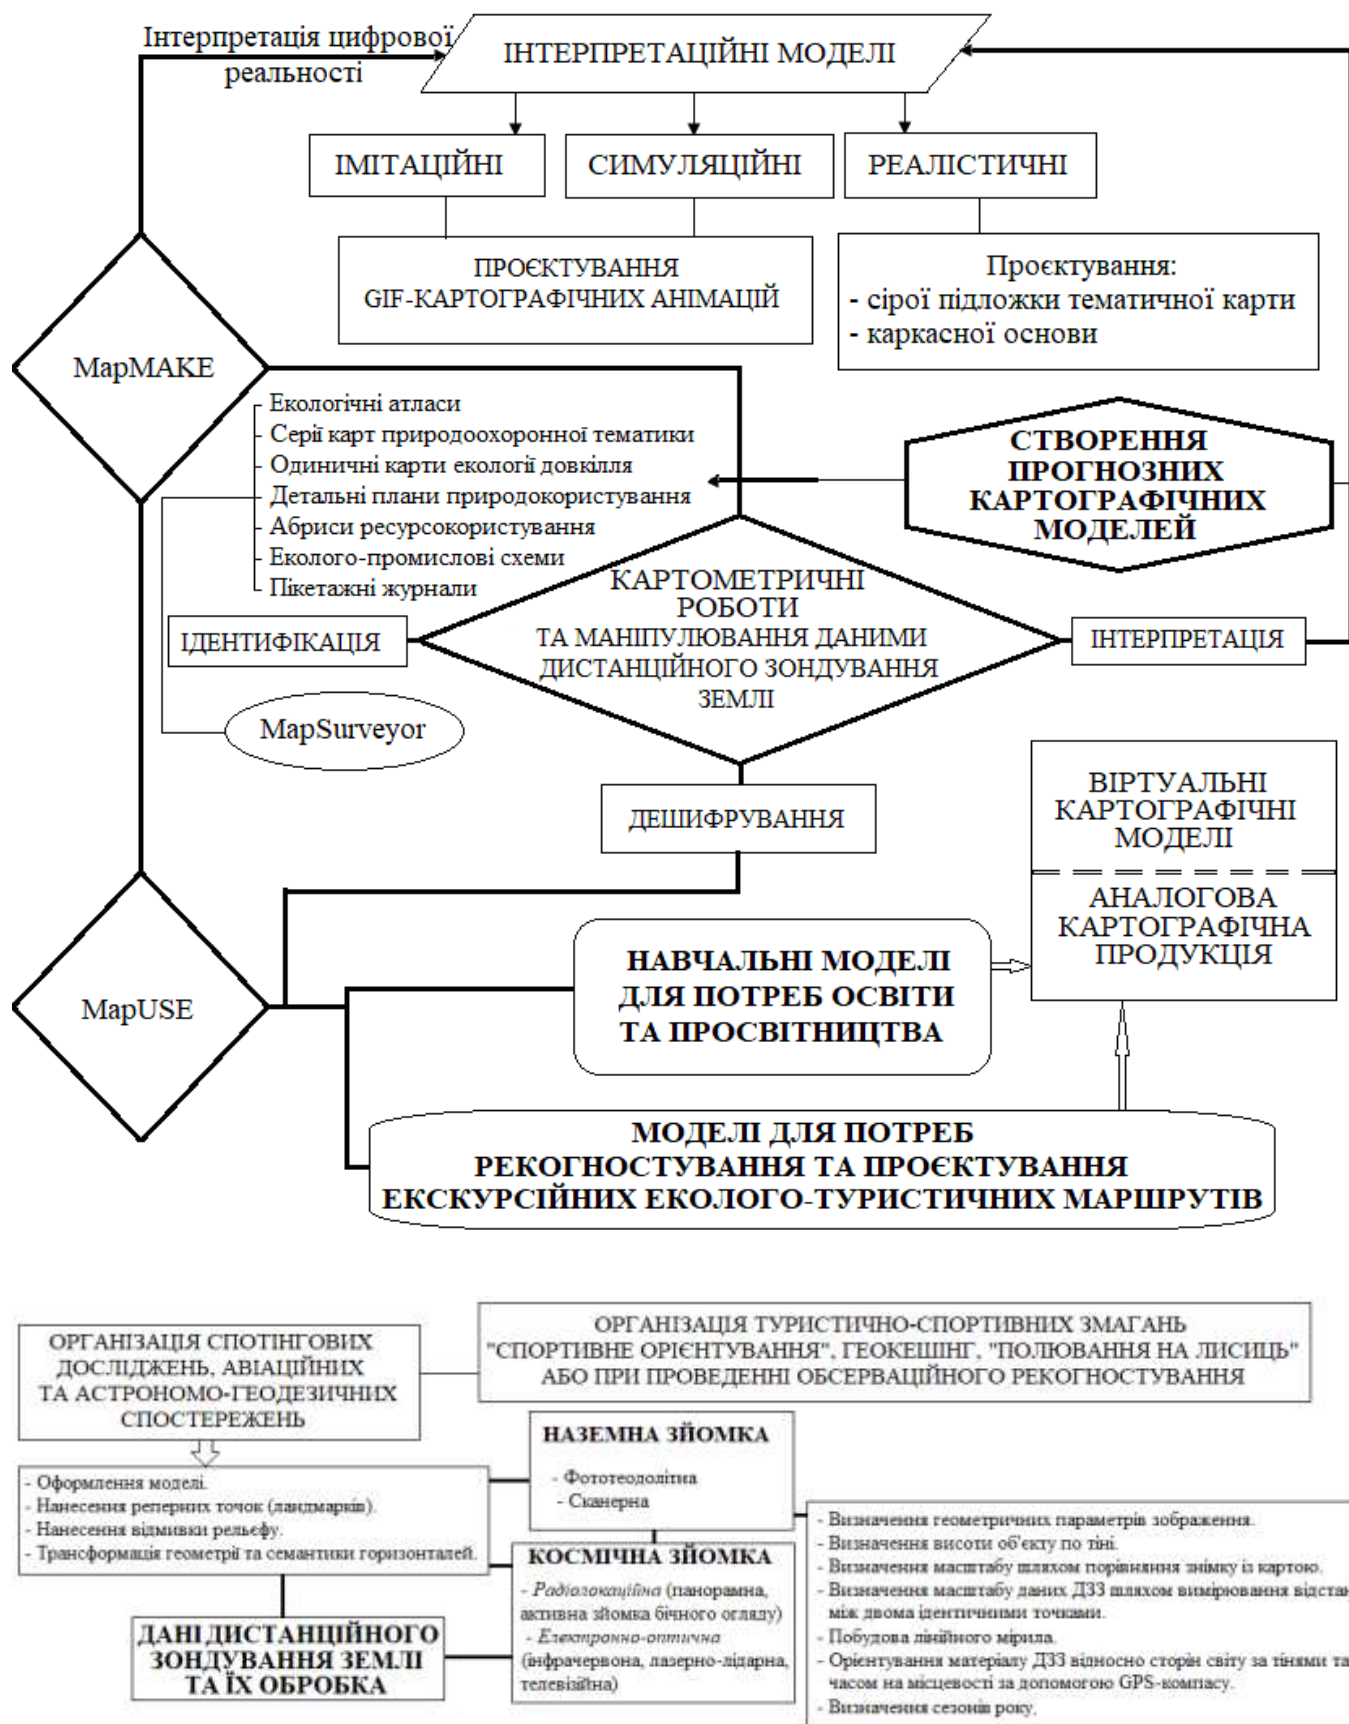 Інтерпретація цифрової
реальності
ІНТЕРПРЕТАЦІЙНІ МОДЕЛІ
ІМІТАЦІЙНІ
СИМУЛЯЦІЙНІ
РЕАЛІСТИЧНІ
ПРОЄКТУВАННЯ
GIF-КАРТОГРАФІЧНИХ АНІМАЦІЙ
Проєктування:
- сірої підложки тематичної карти
- каркасної основи
MapMAKE
Екологічні атласи
Серії карт природоохоронної тематики
Одиничні карти екології довкілля
Детальні плани природокористування
Абриси ресурсокористування
Еколого-промислові схеми
Пікетажні журнали
СТВОРЕННЯ
ПРОГНОЗНИХ
КАРТОГРАФІЧНИХ
МОДЕЛЕЙ
КАРТОМЕТРИЧНІ
РОБОТИ
ТА МАНІПУЛЮВАННЯ ДАНИМИ
ДИСТАНЦІЙНОГО ЗОНДУВАННЯ
ЗЕМЛІ
ІДЕНТИФІКАЦІЯ
ІНТЕРПРЕТАЦІЯ
MapSurveyor
ДЕШИФРУВАННЯ
ВІРТУАЛЬНІ
КАРТОГРАФІЧНІ
МОДЕЛІ
АНАЛОГОВА
КАРТОГРАФІЧНА
ПРОДУКЦІЯ
MapUSE
НАВЧАЛЬНІ МОДЕЛІ
ДЛЯ ПОТРЕБ ОСВІТИ
ТА ПРОСВІТНИЦТВА
МОДЕЛІ ДЛЯ ПОТРЕБ
РЕКОГНОСТУВАННЯ ТА ПРОЄКТУВАННЯ
ЕКСКУРСІЙНИХ ЕКОЛОГО-ТУРИСТИЧНИХ МАРШРУТІВ
ОРГАНІЗАЦІЯ СПОТІНГОВИХ
ДОСЛІДЖЕНЬ, АВІАЦІЙНИХ
ТА АСТРОНОМО-ГЕОДЕЗИЧНИХ
СПОСТЕРЕЖЕНЬ
ОРГАНІЗАЦІЯ ТУРИСТИЧНО-СПОРТИВНИХ ЗМАГАНЬ
"СПОРТИВНЕ ОРІЄНТУВАННЯ", ГЕОКЕШІНГ, "ПОЛЮВАННЯ НА ЛИСИЦЬ"
АБО ПРИ ПРОВЕДЕННІ ОБСЕРВАЦІЙНОГО РЕКОГНОСТУВАННЯ
- Оформлення моделі.
- Нанесення реперних точок (ландмарків).
- Нанесення відмивки рельєфу.
- Трансформація геометрії та семантики горизонталей.
НАЗЕМНА ЗЙОМКА
- Фототеодолітна
- Сканерна
КОСМІЧНА ЗЙОМКА
- Радіолокаційна (панорамна,
активна зйомка бічного огляду)
- Електронно-оптична
(інфрачервона, лазерно-лідарна,
телевізійна)
ДАНІ ДИСТАНЦІЙНОГО
ЗОНДУВАННЯ ЗЕМЛІ
ТА ЇХ ОБРОБКА
- Визначення геометричних параметрів зображення.
- Визначення висоти об'єкту по тіні.
- Визначення масштабу шляхом порівняння знімку із картою.
- Визначення масштабу даних ДЗЗ шляхом вимірювання відстан
між двома ідентичними точками.
- Побудова лінійного мірила.
- Орієнтування матеріалу ДЗЗ відносно сторін світу за тінями та
часом на місцевості за допомогою GPS-компасу.
- Визначення сезонів року.